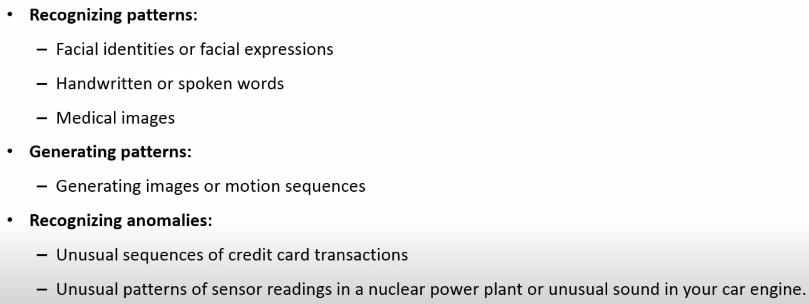 • Recognizing patterns:
– Facial identities or facial expressions
– Handwritten or spoken words
– Medical images
• Generating patterns:
– Generating images or motion sequences
• Recognizing anomalies:
– Unusual sequences of credit card transactions
– Unusual patterns of sensor readings in a nuclear power plant or unusual sound in your car engine.